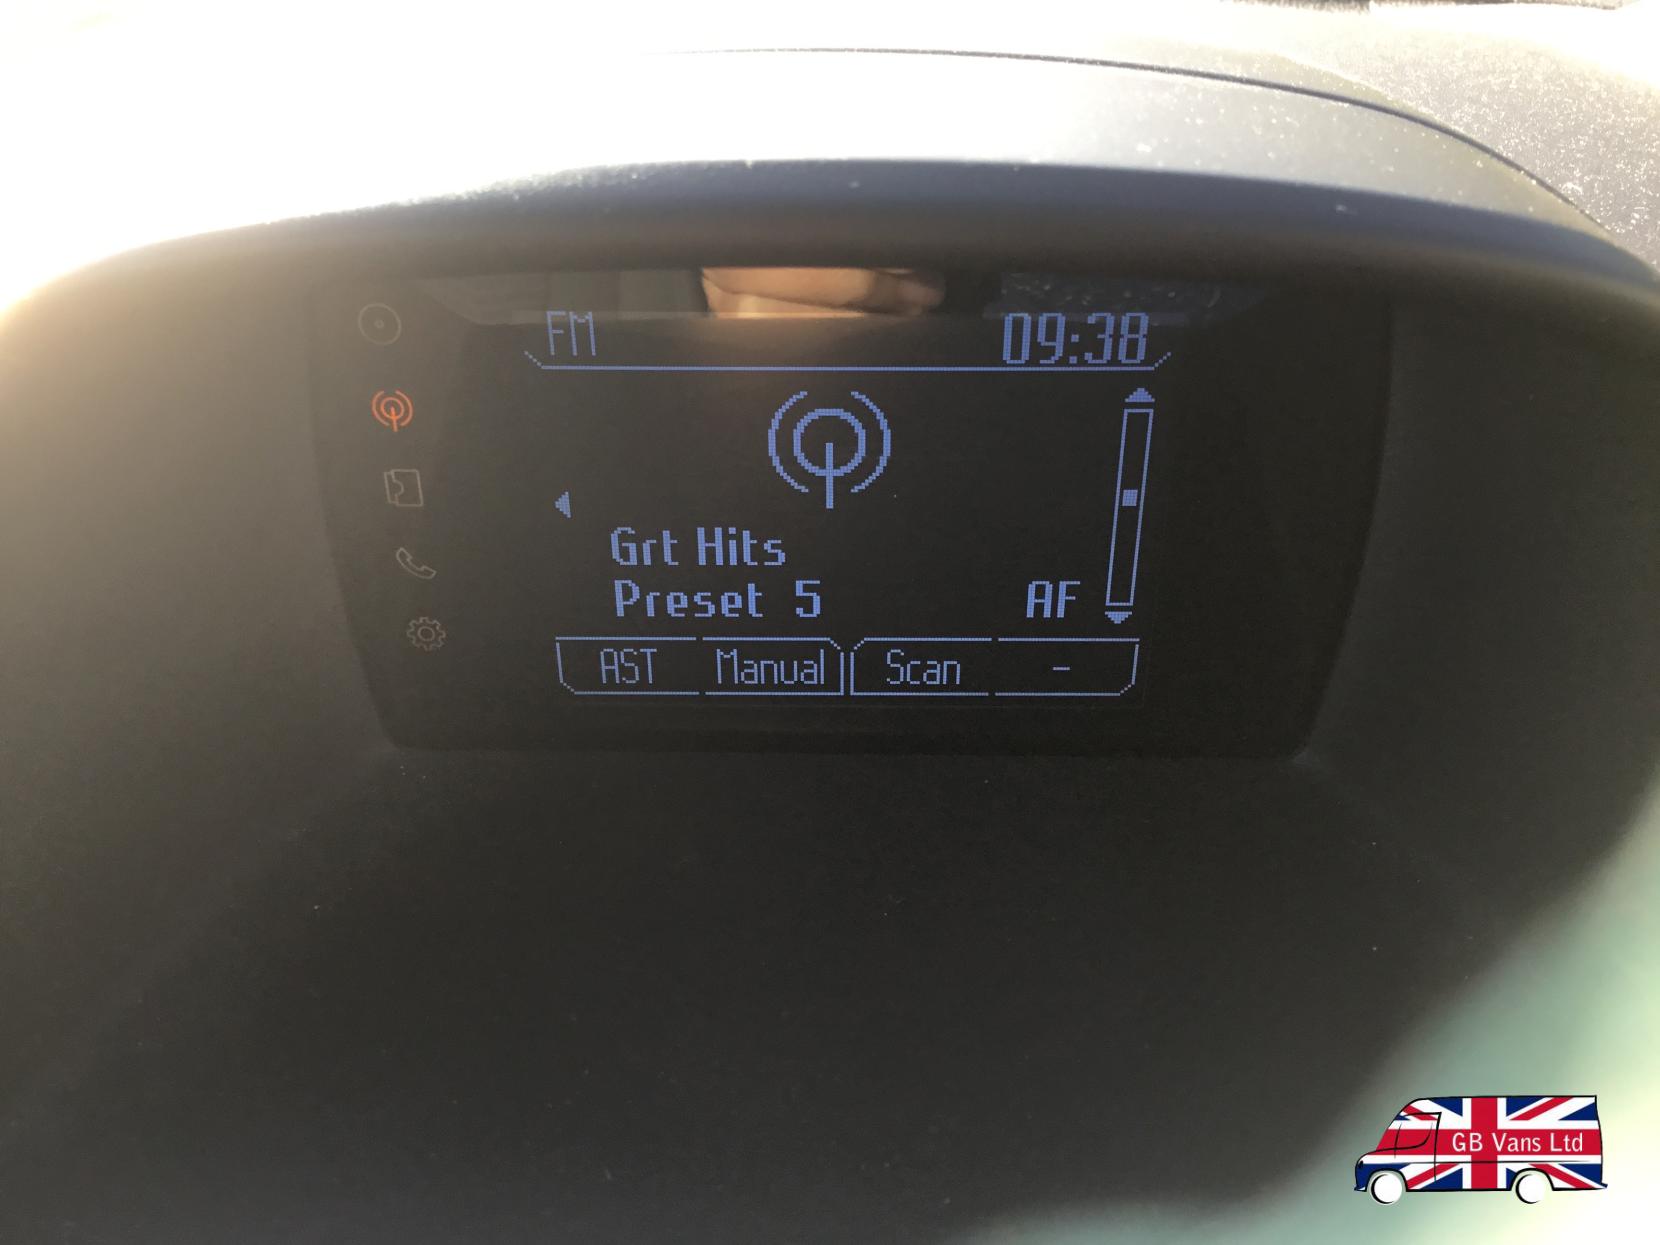 FM 09:38
Grt Hits
Preset 5 AF
AST Manual Scan -
GB Vans Ltd